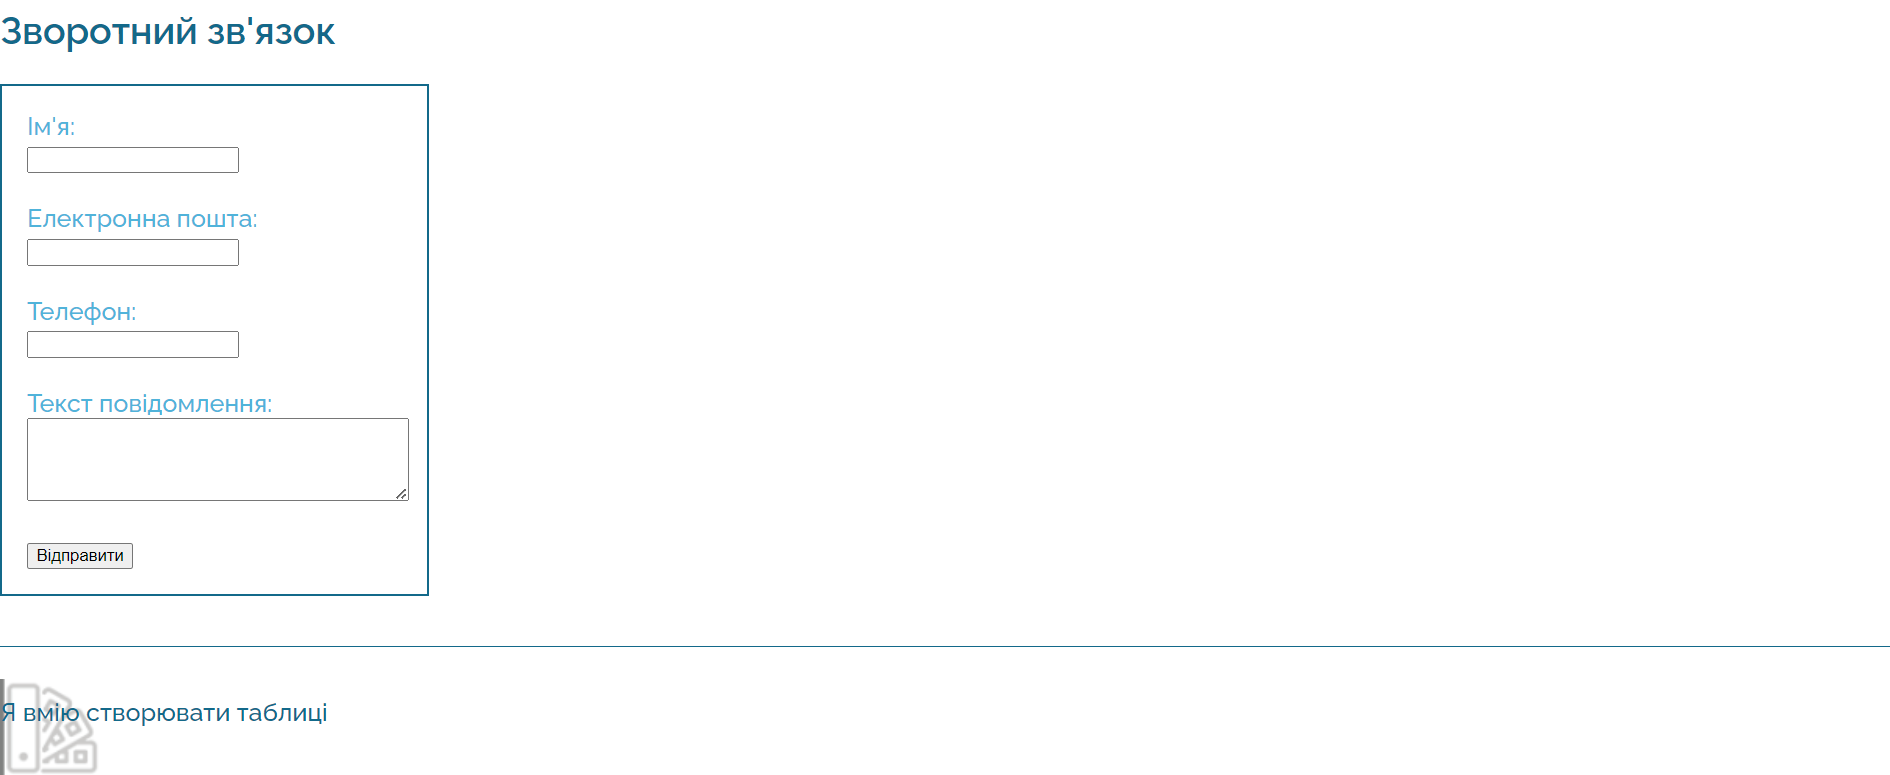 Зворотний зв'язок
Ім'я:
Електронна пошта:
Телефон:
Текст повідомлення:
Відправити
Я вмію створювати таблиці